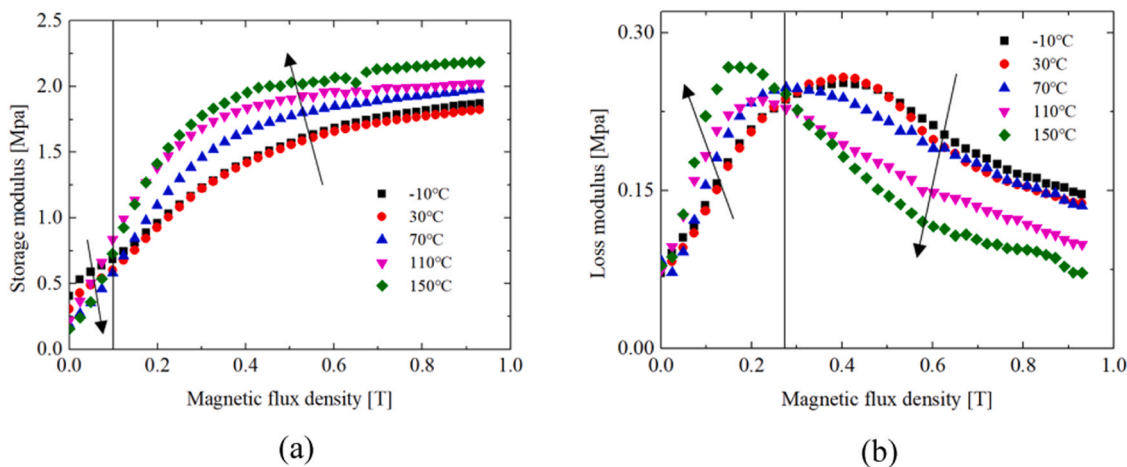 2.5
2.0
1.5
1.0
0.5
0.0
Storage modulus [Mpa]
-10℃
30℃
70℃
110℃
150℃
0.0 0.2 0.4 0.6 0.8 1.0
Magnetic flux density [T]
(a)
0.30
0.15
0.00
Loss modulus [Mpa]
-10℃
30℃
70℃
110℃
150℃
0.0 0.2 0.4 0.6 0.8 1.0
Magnetic flux density [T]
(b)